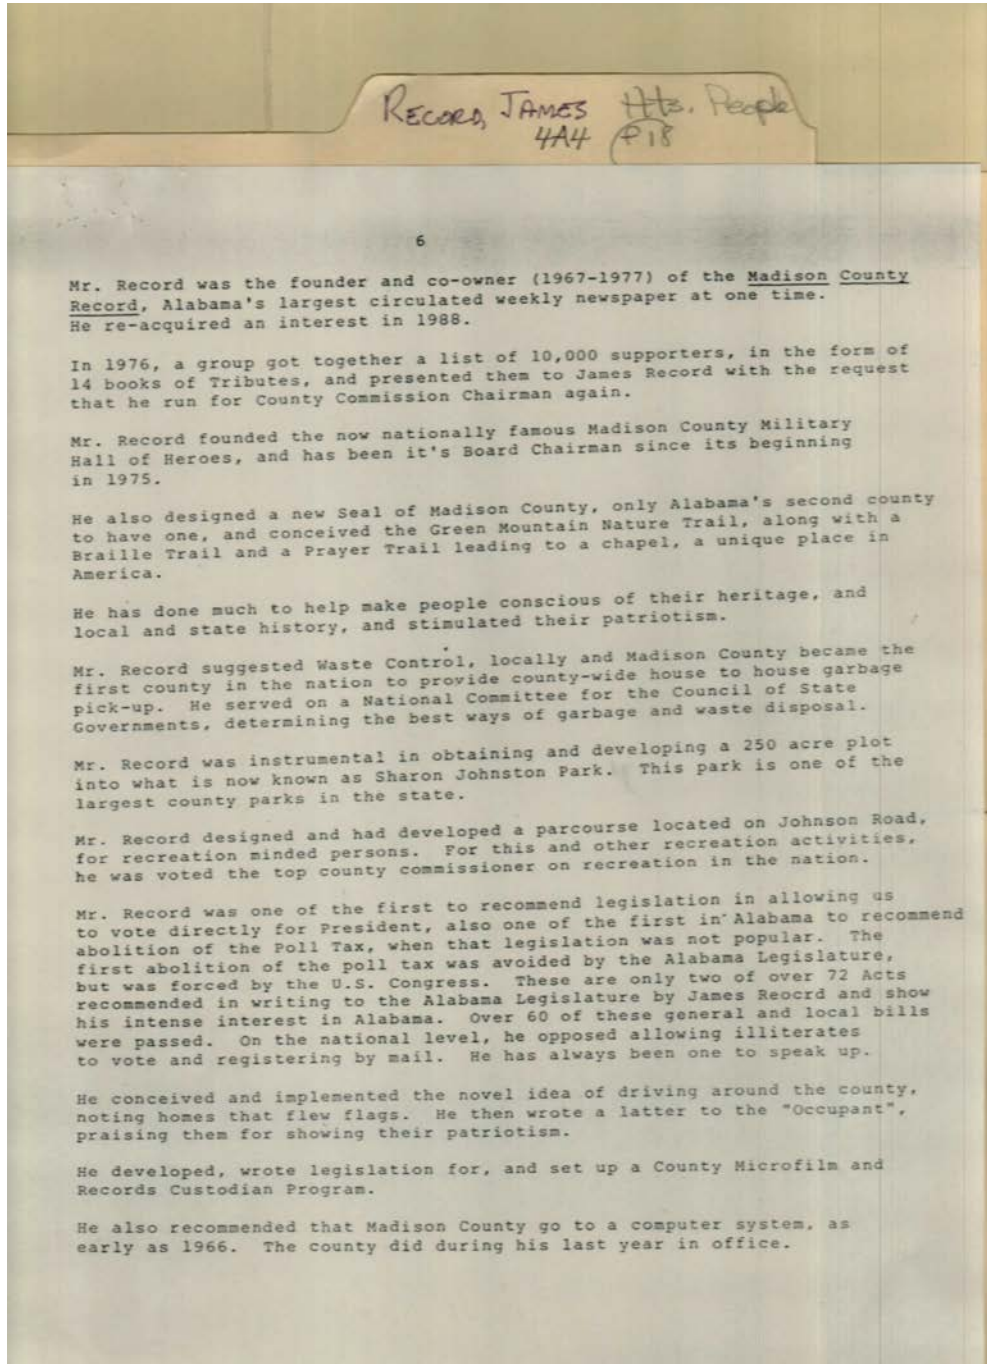 RECORD, JAMES Hts. People
4A4 P18
6
Mr. Record was the founder and co-owner (1967-1977) of the Madison County
Record, Alabama's largest circulated weekly newspaper at one time.
He re-acquired an interest in 1988.
In 1976, a group got together a list of 10,000 supporters, in the form of
14 books of Tributes, and presented them to James Record with the request
that he run for County Commission Chairman again.
Mr. Record founded the now nationally famous Madison County Military
Hall of Heroes, and has been it's Board Chairman since its beginning
in 1975.
He also designed a new Seal of Madison County, only Alabama's second county
to have one, and conceived the Green Mountain Nature Trail, along with a
Braille Trail and a Prayer Trail leading to a chapel, a unique place in
America.
He has done much to help make people conscious of their heritage, and
local and state history, and stimulated their patriotism.
Mr. Record suggested Waste Control, locally and Madison County became the
first county in the nation to provide county-wide house to house garbage
pick-up. He served on a National Committee for the Council of State
Governments, determining the best ways of garbage and waste disposal.
Mr. Record was instrumental in obtaining and developing a 250 acre plot
into what is now known as Sharon Johnston Park. This park is one of the
largest county parks in the state.
Mr. Record designed and had developed a parcourse located on Johnson Road,
for recreation minded persons. For this and other recreation activities,
he was voted the top county commissioner on recreation in the nation.
Mr. Record was one of the first to recommend legislation in allowing us
to vote directly for President, also one of the first in Alabama to recommend
abolition of the Poll Tax, when that legislation was not popular. The
first abolition of the poll tax was avoided by the Alabama Legislature,
but was forced by the U.S. Congress. These are only two of over 72 Acts
recommended in writing to the Alabama Legislature by James Reocrd and show
his intense interest in Alabama. Over 60 of these general and local bills
were passed. On the national level, he opposed allowing illiterates
to vote and registering by mail. He has always been one to speak up.
He conceived and implemented the novel idea of driving around the county,
noting homes that flew flags. He then wrote a latter to the "Occupant",
praising them for showing their patriotism.
He developed, wrote legislation for, and set up a County Microfilm and
Records Custodian Program.
He also recommended that Madison County go to a computer system, as
early as 1966. The county did during his last year in office.